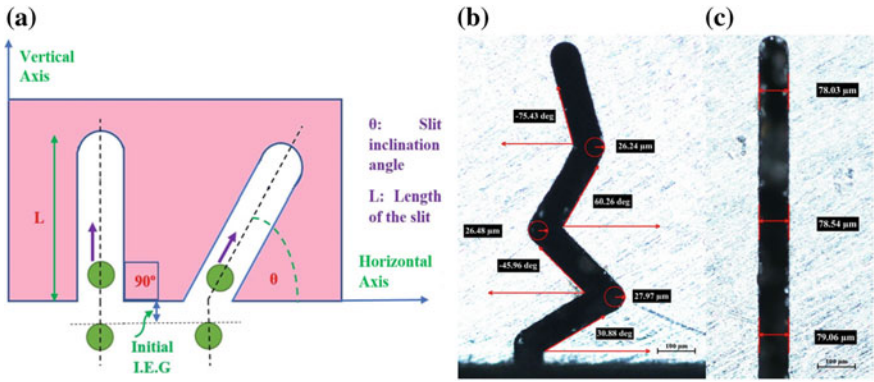 (a)
Vertical
Axis
θ: Slit
inclination
angle
L: Length
of the slit
L
90°
θ
Horizontal
Axis
Initial
I.E.G
(b)
-75.43 deg
26.24 µm
60.26 deg
26.48 µm
-45.96 deg
27.97 µm
30.88 deg
100 µm
(c)
78.03 µm
78.54 µm
79.06 µm
100 µm